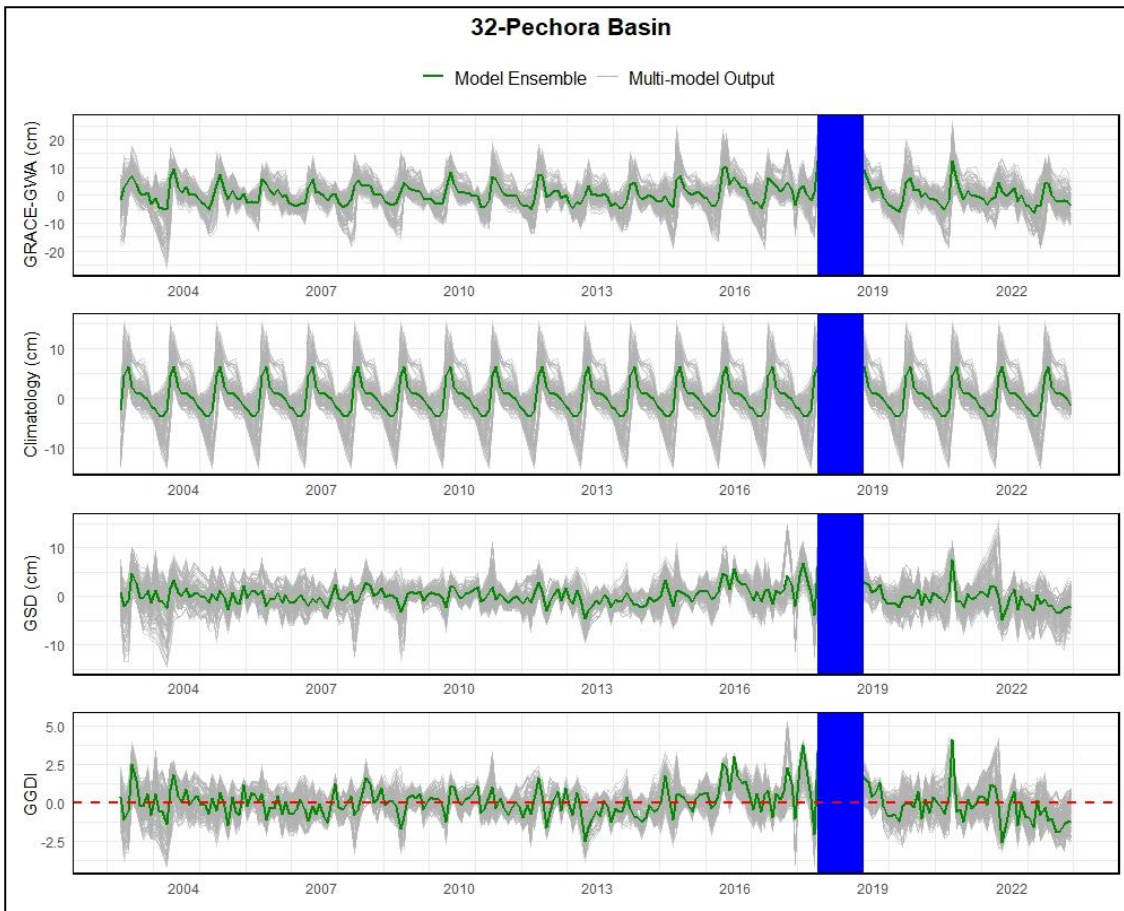 32-Pechora Basin
Model Ensemble Multi-model Output
GRACE-GWA (cm)
20
10
0
-10
-20
2004 2007 2010 2013 2016 2019 2022
Climatology (cm)
10
0
-10
2004 2007 2010 2013 2016 2019 2022
GSD (cm)
10
0
-10
2004 2007 2010 2013 2016 2019 2022
GGDI
5.0
2.5
0.0
-2.5
2004 2007 2010 2013 2016 2019 2022